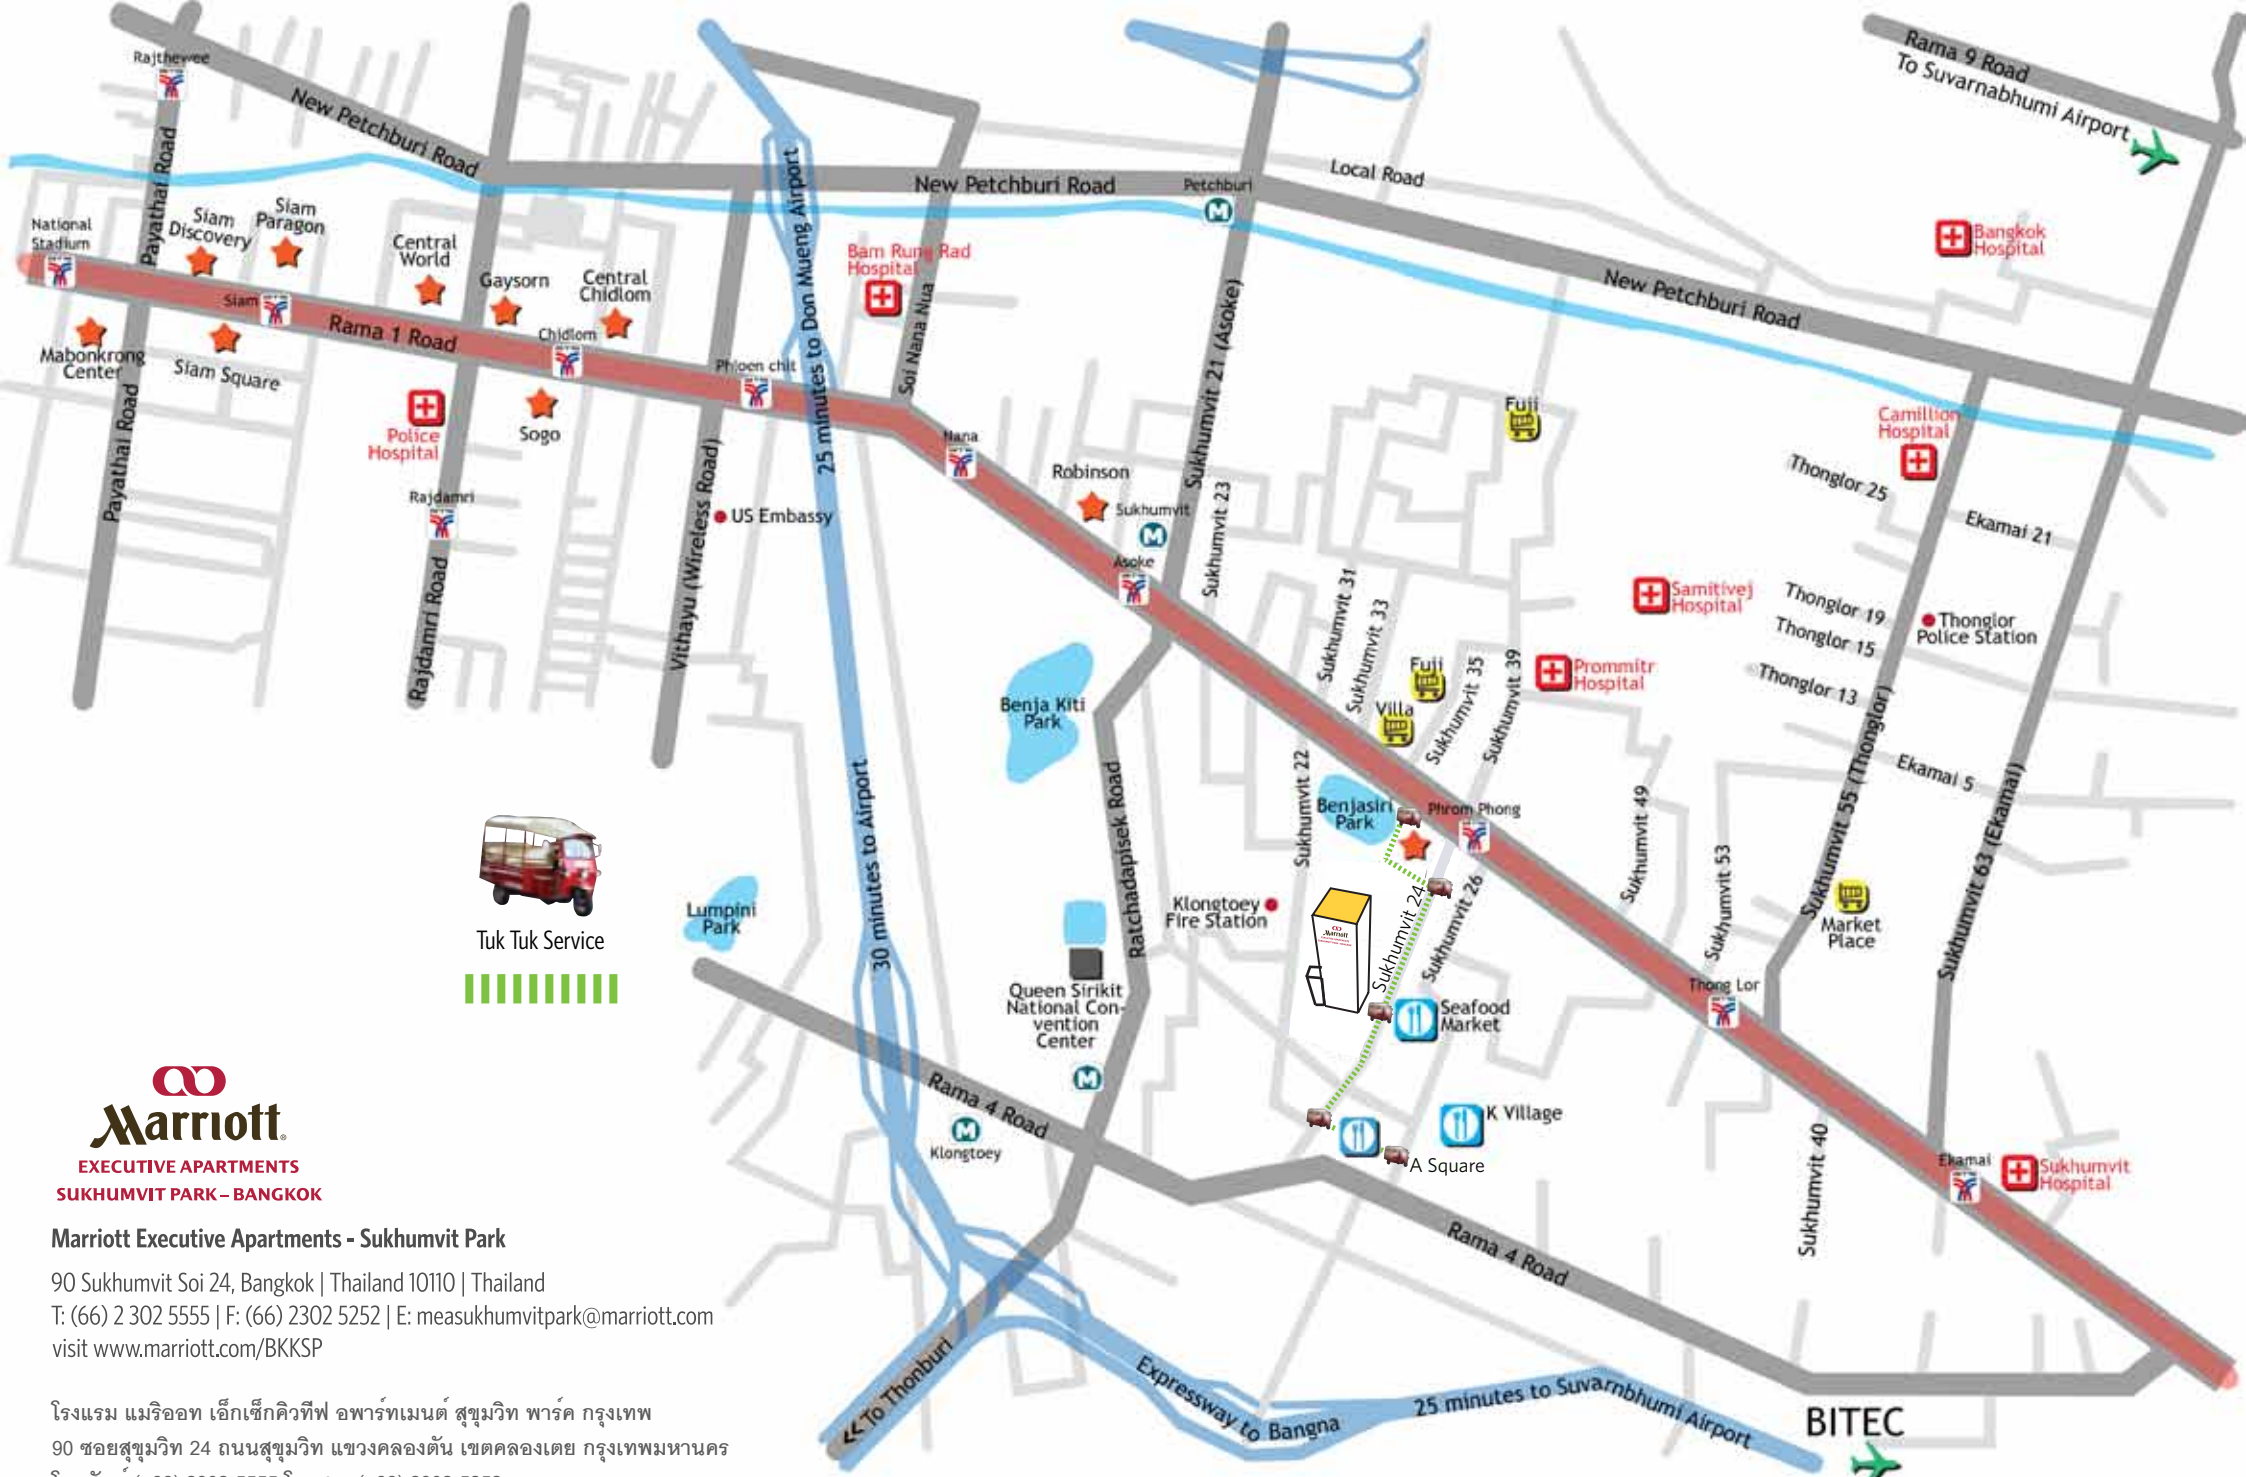 Rajthewee
New Petchburi Road
Payathai Road
National
Stadium
Siam
Discovery
Siam
Paragon
Central
World
Gaysorn
Central
Chidlom
Siam
Rama 1 Road
Chidlom
Phloen chit
Mabonkrong
Center
Siam Square
Payathai Road
Police
Hospital
Sogo
Rajdamri
Rajdamri Road
Vithayu (Wireless Road)
US Embassy
25 minutes to Don Mueng Airport
New Petchburi Road
Petchburi
Local Road
Rama 9 Road
To Suvarnabhumi Airport
Bam Rung Rad
Hospital
Soi Nana Nua
Nana
Sukhumvit 21 (Asoke)
Bangkok
Hospital
New Petchburi Road
Robinson
Sukhumvit
Asoke
Sukhumvit 23
Fuji
Camillion
Hospital
Thonglor 25
Ekamai 21
Samitivej
Hospital
Thonglor 19
Thonglor 15
Thonglor 13
Thonglor
Police Station
Sukhumvit 31
Sukhumvit 33
Fuji
Villa
Sukhumvit 35
Sukhumvit 39
Prommitr
Hospital
Benja Kiti
Park
Sukhumvit 22
Benjasiri
Park
Phrom Phong
Sukhumvit 49
Sukhumvit 53
Sukhumvit 55 (Thonglor)
Ekamai 5
Sukhumvit 63 (Ekamai)
Market
Place
30 minutes to Airport
Ratchadapisek Road
Lumpini
Park
Klongtoey
Fire Station
Marriott
Sukhumvit 24
Sukhumvit 26
Queen Sirikit
National Con-
vention
Center
Seafood
Market
Thong Lor
Tuk Tuk Service
Rama 4 Road
Klongtoey
K Village
A Square
Sukhumvit 40
Ekamai
Sukhumvit
Hospital
Rama 4 Road
<< To Thonburi
Expressway to Bangna
25 minutes to Suvarnbhumi Airport
BITEC
Marriott
EXECUTIVE APARTMENTS
SUKHUMVIT PARK – BANGKOK
Marriott Executive Apartments - Sukhumvit Park
90 Sukhumvit Soi 24, Bangkok | Thailand 10110 | Thailand
T: (66) 2 302 5555 | F: (66) 2302 5252 | E: measukhumvitpark@marriott.com
visit www.marriott.com/BKKSP
โรงแรม แมริออท เอ็กเซ็กคิวทีฟ อพาร์ทเมนต์ สุขุมวิท พาร์ค กรุงเทพ
90 ซอยสุขุมวิท 24 ถนนสุขุมวิท แขวงคลองตัน เขตคลองเตย กรุงเทพมหานคร